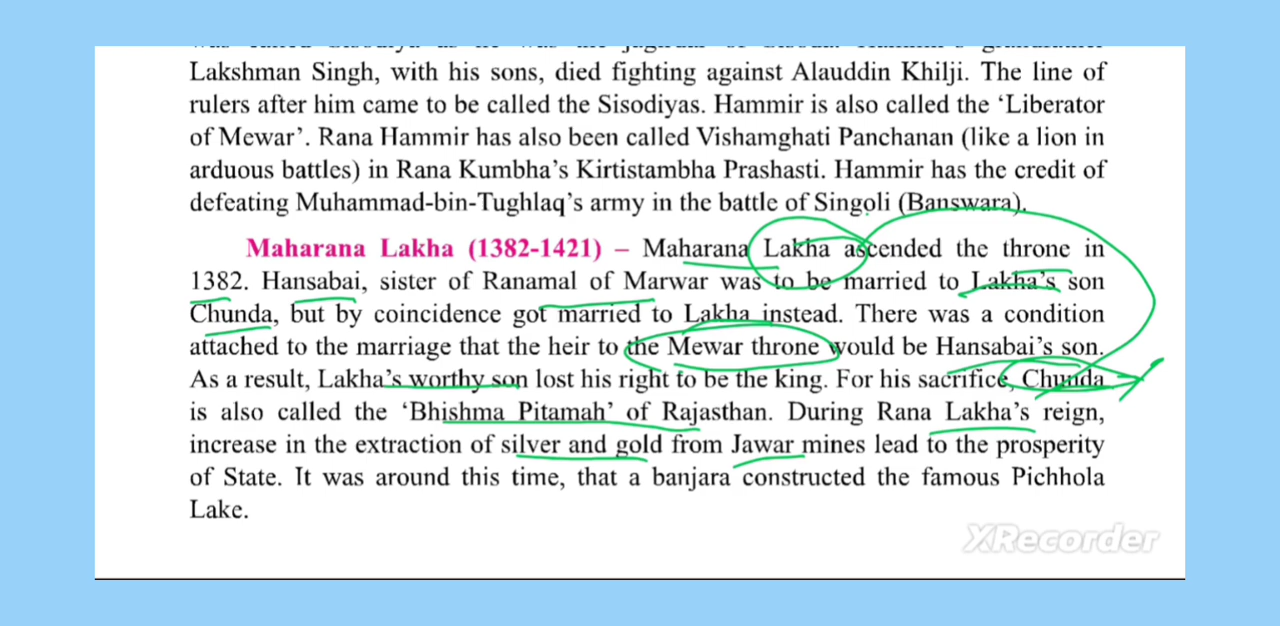 Lakshman Singh, with his sons, died fighting against Alauddin Khilji. The line of
rulers after him came to be called the Sisodiyas. Hammir is also called the ‘Liberator
of Mewar’. Rana Hammir has also been called Vishamghati Panchanan (like a lion in
arduous battles) in Rana Kumbha’s Kirtistambha Prashasti. Hammir has the credit of
defeating Muhammad-bin-Tughlaq’s army in the battle of Singoli (Banswara).
Maharana Lakha (1382-1421) – Maharana Lakha ascended the throne in
1382. Hansabai, sister of Ranamal of Marwar was to be married to Lakha’s son
Chunda, but by coincidence got married to Lakha instead. There was a condition
attached to the marriage that the heir to the Mewar throne would be Hansabai’s son.
As a result, Lakha’s worthy son lost his right to be the king. For his sacrifice, Chunda
is also called the ‘Bhishma Pitamah’ of Rajasthan. During Rana Lakha’s reign,
increase in the extraction of silver and gold from Jawar mines lead to the prosperity
of State. It was around this time, that a banjara constructed the famous Pichhola
Lake.
XRecorder